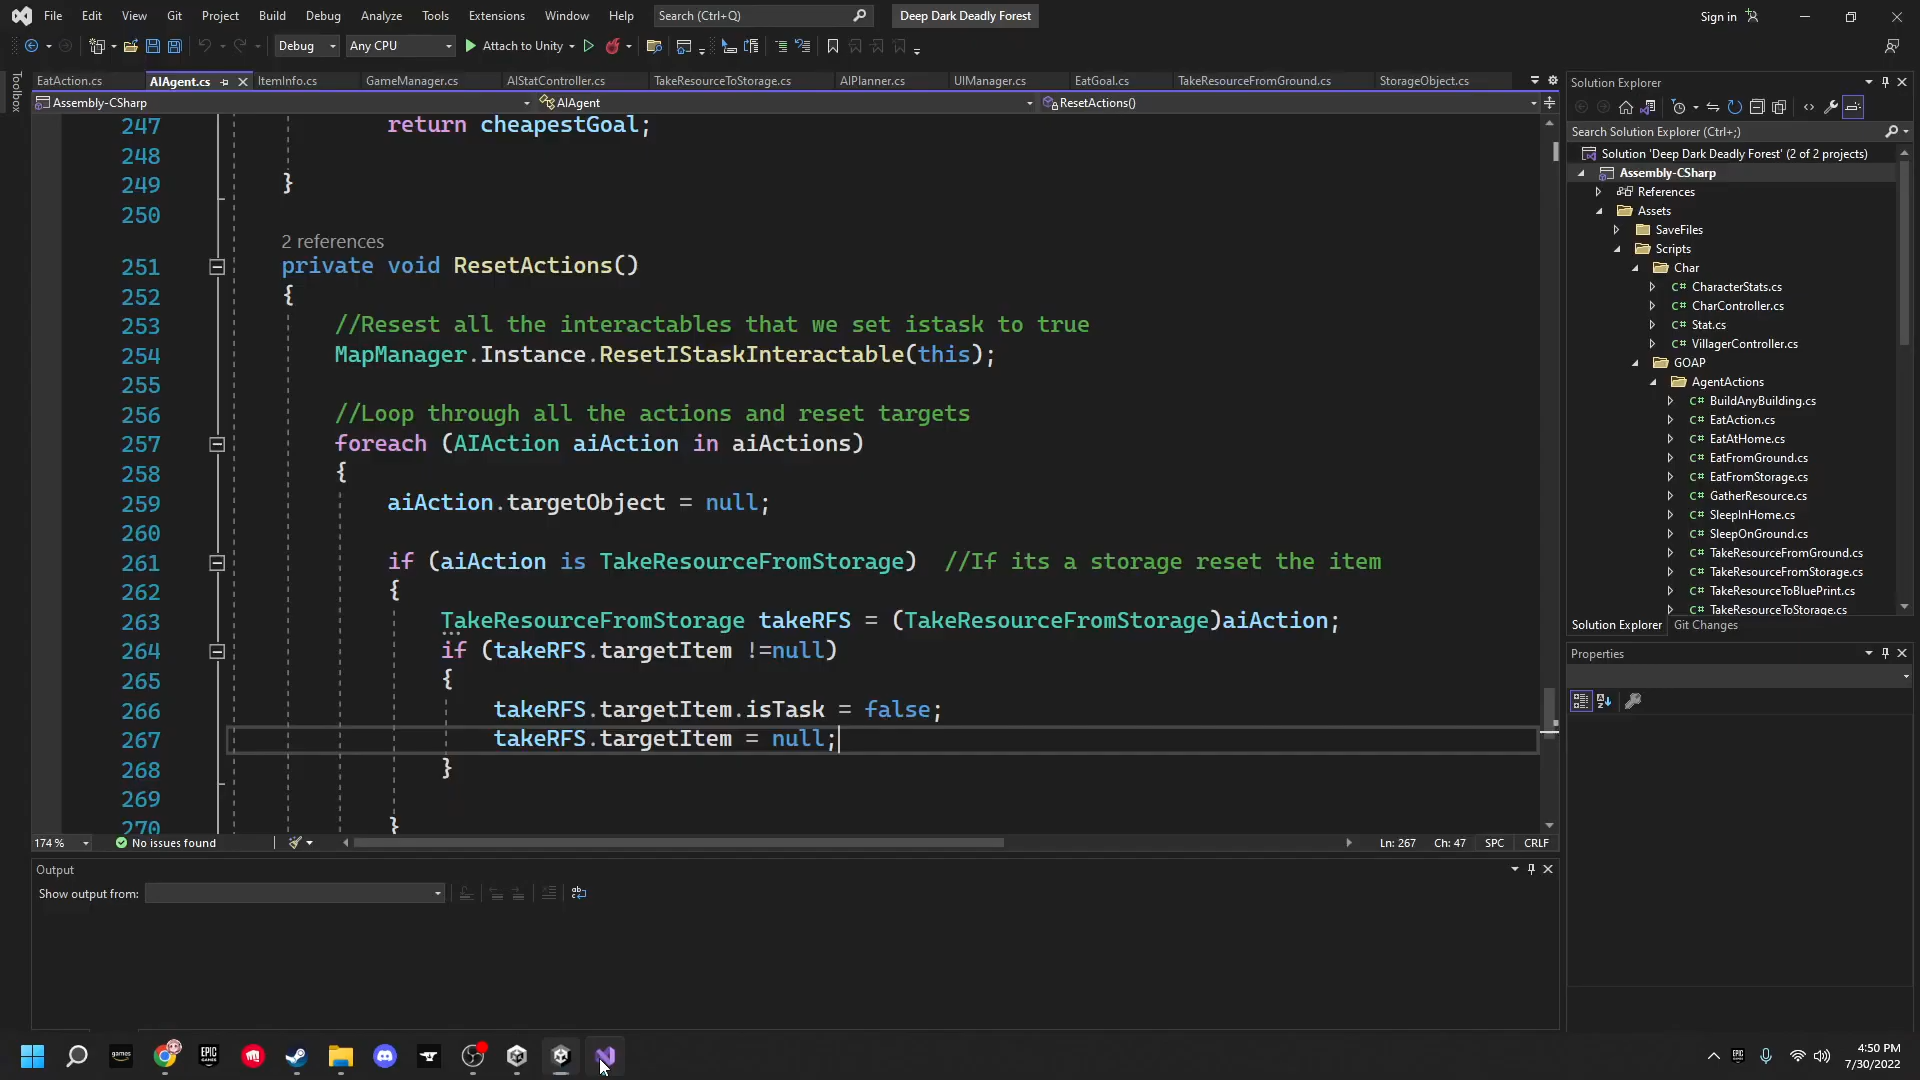 File Edit View Git Project Build Debug Analyze Tools Extensions Window Help Search (Ctrl+Q) Deep Dark Deadly Forest Sign in
Debug Any CPU Attach to Unity
EatAction.cs AIAgent.cs ItemInfo.cs GameManager.cs AIStatController.cs TakeResourceToStorage.cs AIPlanner.cs UIManager.cs EatGoal.cs TakeResourceFromGround.cs StorageObject.cs
Toolbox
Assembly-CSharp AIAgent ResetActions()
247 return cheapestGoal;
248
249 }
250
2 references
251 private void ResetActions()
252 {
253 //Resest all the interactables that we set istask to true
254 MapManager.Instance.ResetIStaskInteractable(this);
255
256 //Loop through all the actions and reset targets
257 foreach (AIAction aiAction in aiActions)
258 {
259 aiAction.targetObject = null;
260
261 if (aiAction is TakeResourceFromStorage) //If its a storage reset the item
262 {
263 TakeResourceFromStorage takeRFS = (TakeResourceFromStorage)aiAction;
264 if (takeRFS.targetItem !=null)
265 {
266 takeRFS.targetItem.isTask = false;
267 takeRFS.targetItem = null;
268 }
269
270 }
174 % No issues found Ln: 267 Ch: 47 SPC CRLF
Output
Show output from:
Solution Explorer
Search Solution Explorer (Ctrl+;)
Solution 'Deep Dark Deadly Forest' (2 of 2 projects)
Assembly-CSharp
References
Assets
SaveFiles
Scripts
Char
C# CharacterStats.cs
C# CharController.cs
C# Stat.cs
C# VillagerController.cs
GOAP
AgentActions
C# BuildAnyBuilding.cs
C# EatAction.cs
C# EatAtHome.cs
C# EatFromGround.cs
C# EatFromStorage.cs
C# GatherResource.cs
C# SleepInHome.cs
C# SleepOnGround.cs
C# TakeResourceFromGround.cs
C# TakeResourceFromStorage.cs
C# TakeResourceToBluePrint.cs
C# TakeResourceToStorage.cs
Solution Explorer Git Changes
Properties
games EPIC GAMES EPIC
4:50 PM
7/30/2022